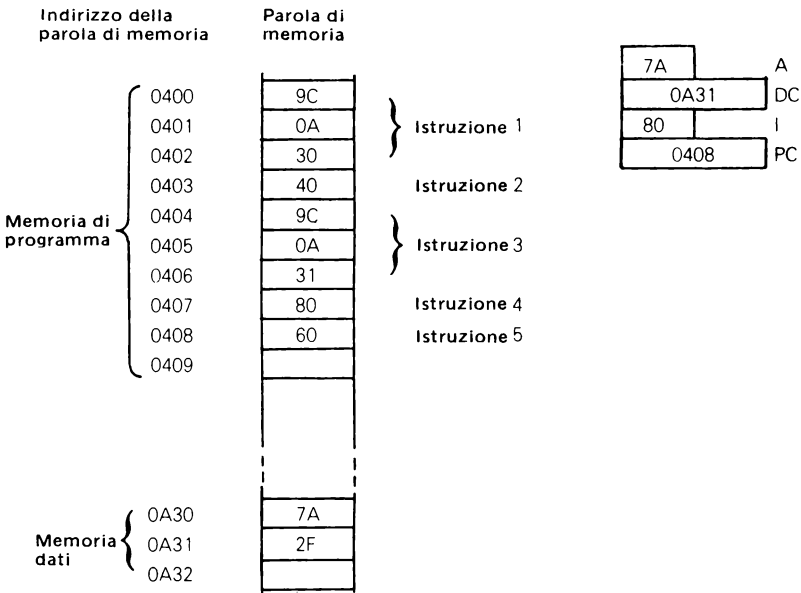 Indirizzo della
parola di memoria
Parola di
memoria
7A A
0A31 DC
80 I
0408 PC
0400 9C
0401 0A Istruzione 1
0402 30
0403 40 Istruzione 2
0404 9C
Memoria di
programma
0405 0A Istruzione 3
0406 31
0407 80 Istruzione 4
0408 60 Istruzione 5
0409
0A30 7A
Memoria
dati
0A31 2F
0A32